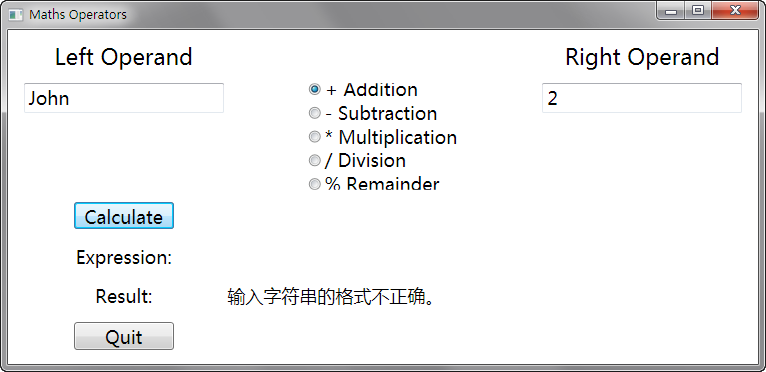 Maths Operators
Left Operand
Right Operand
John
2
+ Addition
- Subtraction
* Multiplication
/ Division
% Remainder
Calculate
Expression:
Result: 输入字符串的格式不正确。
Quit